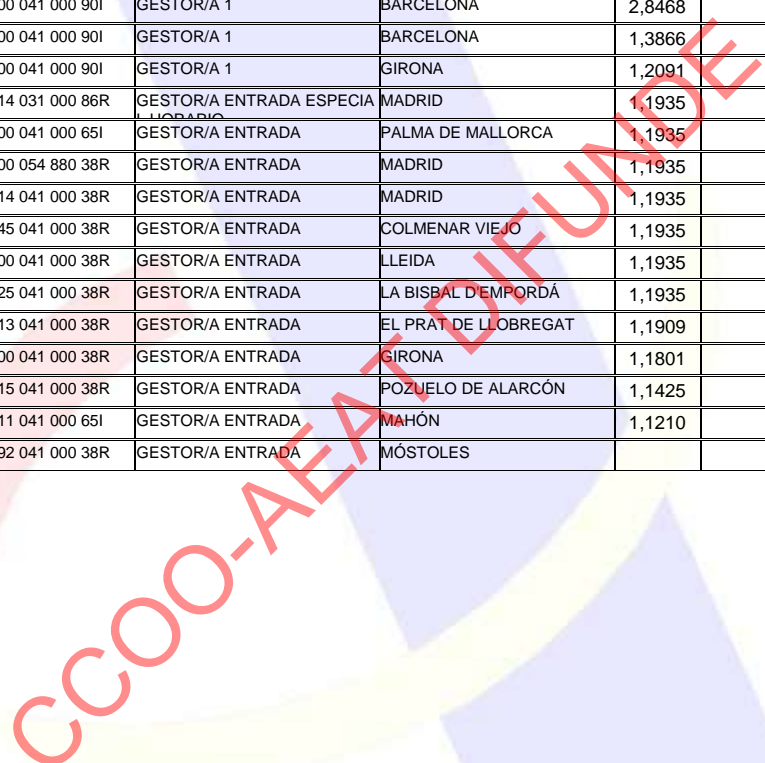 00 041 000 90I GESTOR/A 1 BARCELONA 2,8468
00 041 000 90I GESTOR/A 1 BARCELONA 1,3866
00 041 000 90I GESTOR/A 1 GIRONA 1,2091
14 031 000 86R GESTOR/A ENTRADA ESPECIA MADRID 1,1935
L HORARIO
00 041 000 65I GESTOR/A ENTRADA PALMA DE MALLORCA 1,1935
00 054 880 38R GESTOR/A ENTRADA MADRID 1,1935
14 041 000 38R GESTOR/A ENTRADA MADRID 1,1935
45 041 000 38R GESTOR/A ENTRADA COLMENAR VIEJO 1,1935
00 041 000 38R GESTOR/A ENTRADA LLEIDA 1,1935
25 041 000 38R GESTOR/A ENTRADA LA BISBAL D'EMPORDÁ 1,1935
13 041 000 38R GESTOR/A ENTRADA EL PRAT DE LLOBREGAT 1,1909
00 041 000 38R GESTOR/A ENTRADA GIRONA 1,1801
15 041 000 38R GESTOR/A ENTRADA POZUELO DE ALARCÓN 1,1425
11 041 000 65I GESTOR/A ENTRADA MAHÓN 1,1210
92 041 000 38R GESTOR/A ENTRADA MÓSTOLES
CCOO-AEAT DIFUNDE